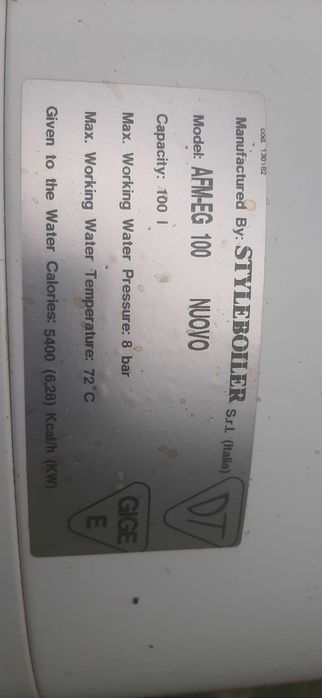 cod. 130182
Manufactured By: STYLEBOILER S.r.l. (Italia)
Model: AFM-EG 100 NUOVO
Capacity: 100 l
Max. Working Water Pressure: 8 bar
Max. Working Water Temperature: 72°C
Given to the Water Calories: 5400 (6,28) Kcal/h (KW)
DT
GIGE
E